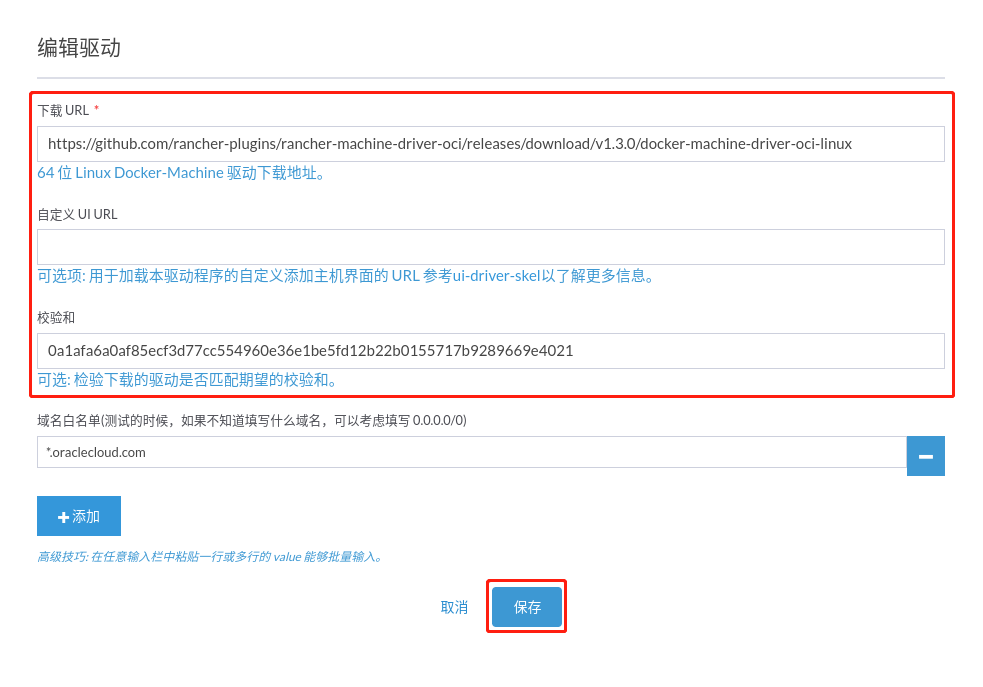 编辑驱动
下载 URL *
https://github.com/rancher-plugins/rancher-machine-driver-oci/releases/download/v1.3.0/docker-machine-driver-oci-linux
64 位 Linux Docker-Machine 驱动下载地址。
自定义 UI URL
可选项: 用于加载本驱动程序的自定义添加主机界面的 URL 参考ui-driver-skel以了解更多信息。
校验和
0a1afa6a0af85ecf3d77cc554960e36e1be5fd12b22b0155717b9289669e4021
可选: 检验下载的驱动是否匹配期望的校验和。
域名白名单(测试的时候，如果不知道填写什么域名，可以考虑填写 0.0.0.0/0)
*.oraclecloud.com
添加
高级技巧: 在任意输入栏中粘贴一行或多行的 value 能够批量输入。
取消 保存